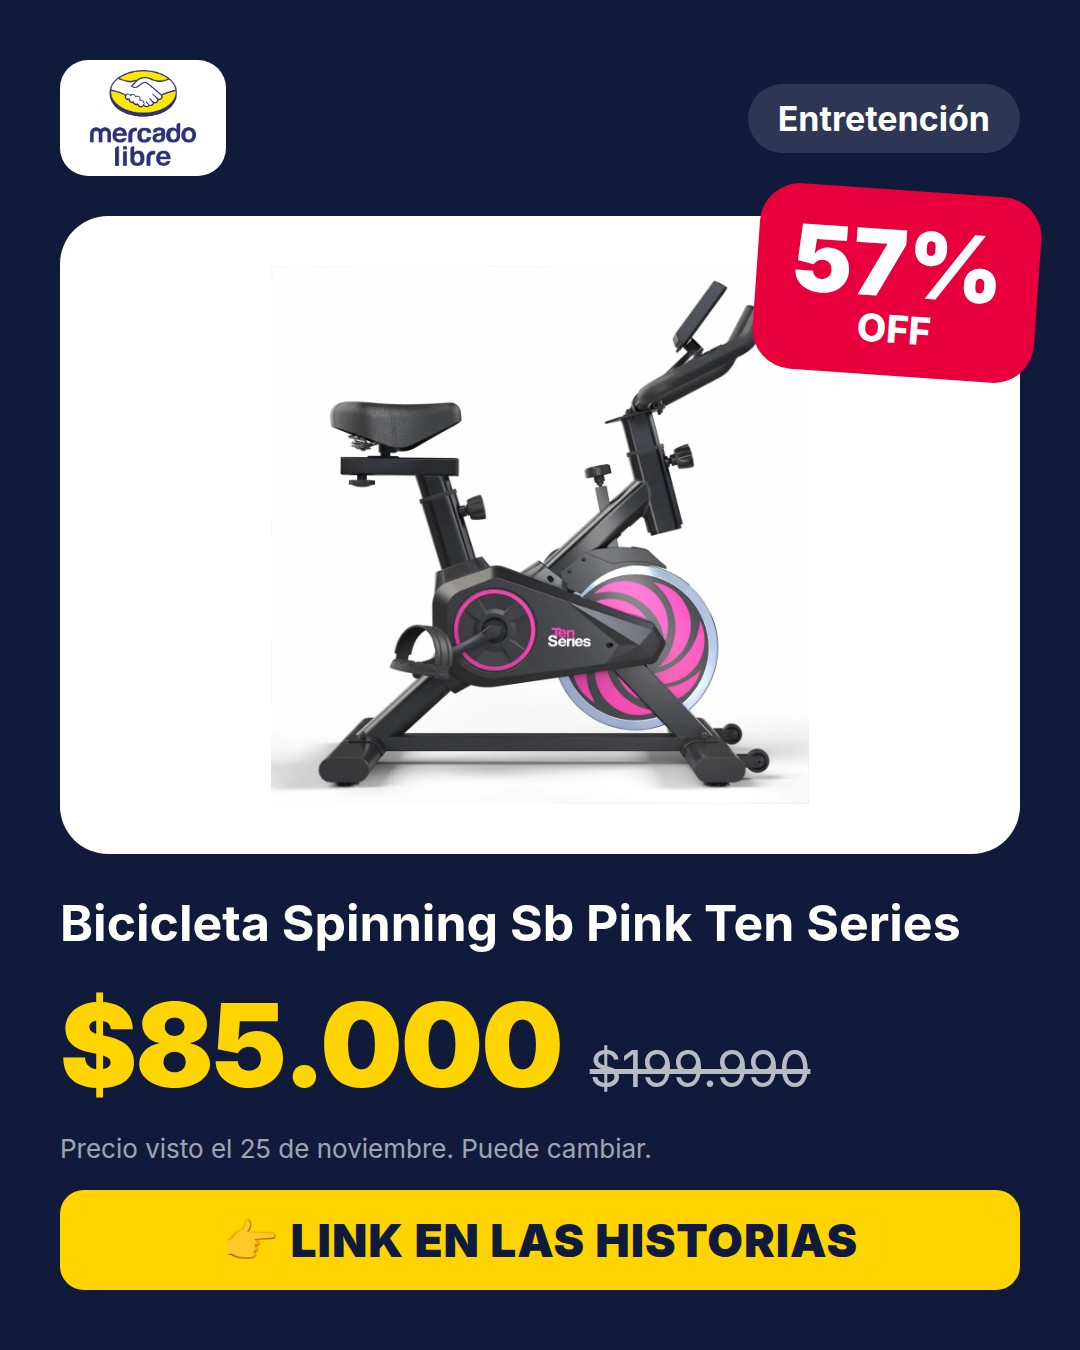 mercado
libre
Entretención
57%
OFF
Ten
Series
Bicicleta Spinning Sb Pink Ten Series
$85.000 $199.990
Precio visto el 25 de noviembre. Puede cambiar.
👉 LINK EN LAS HISTORIAS